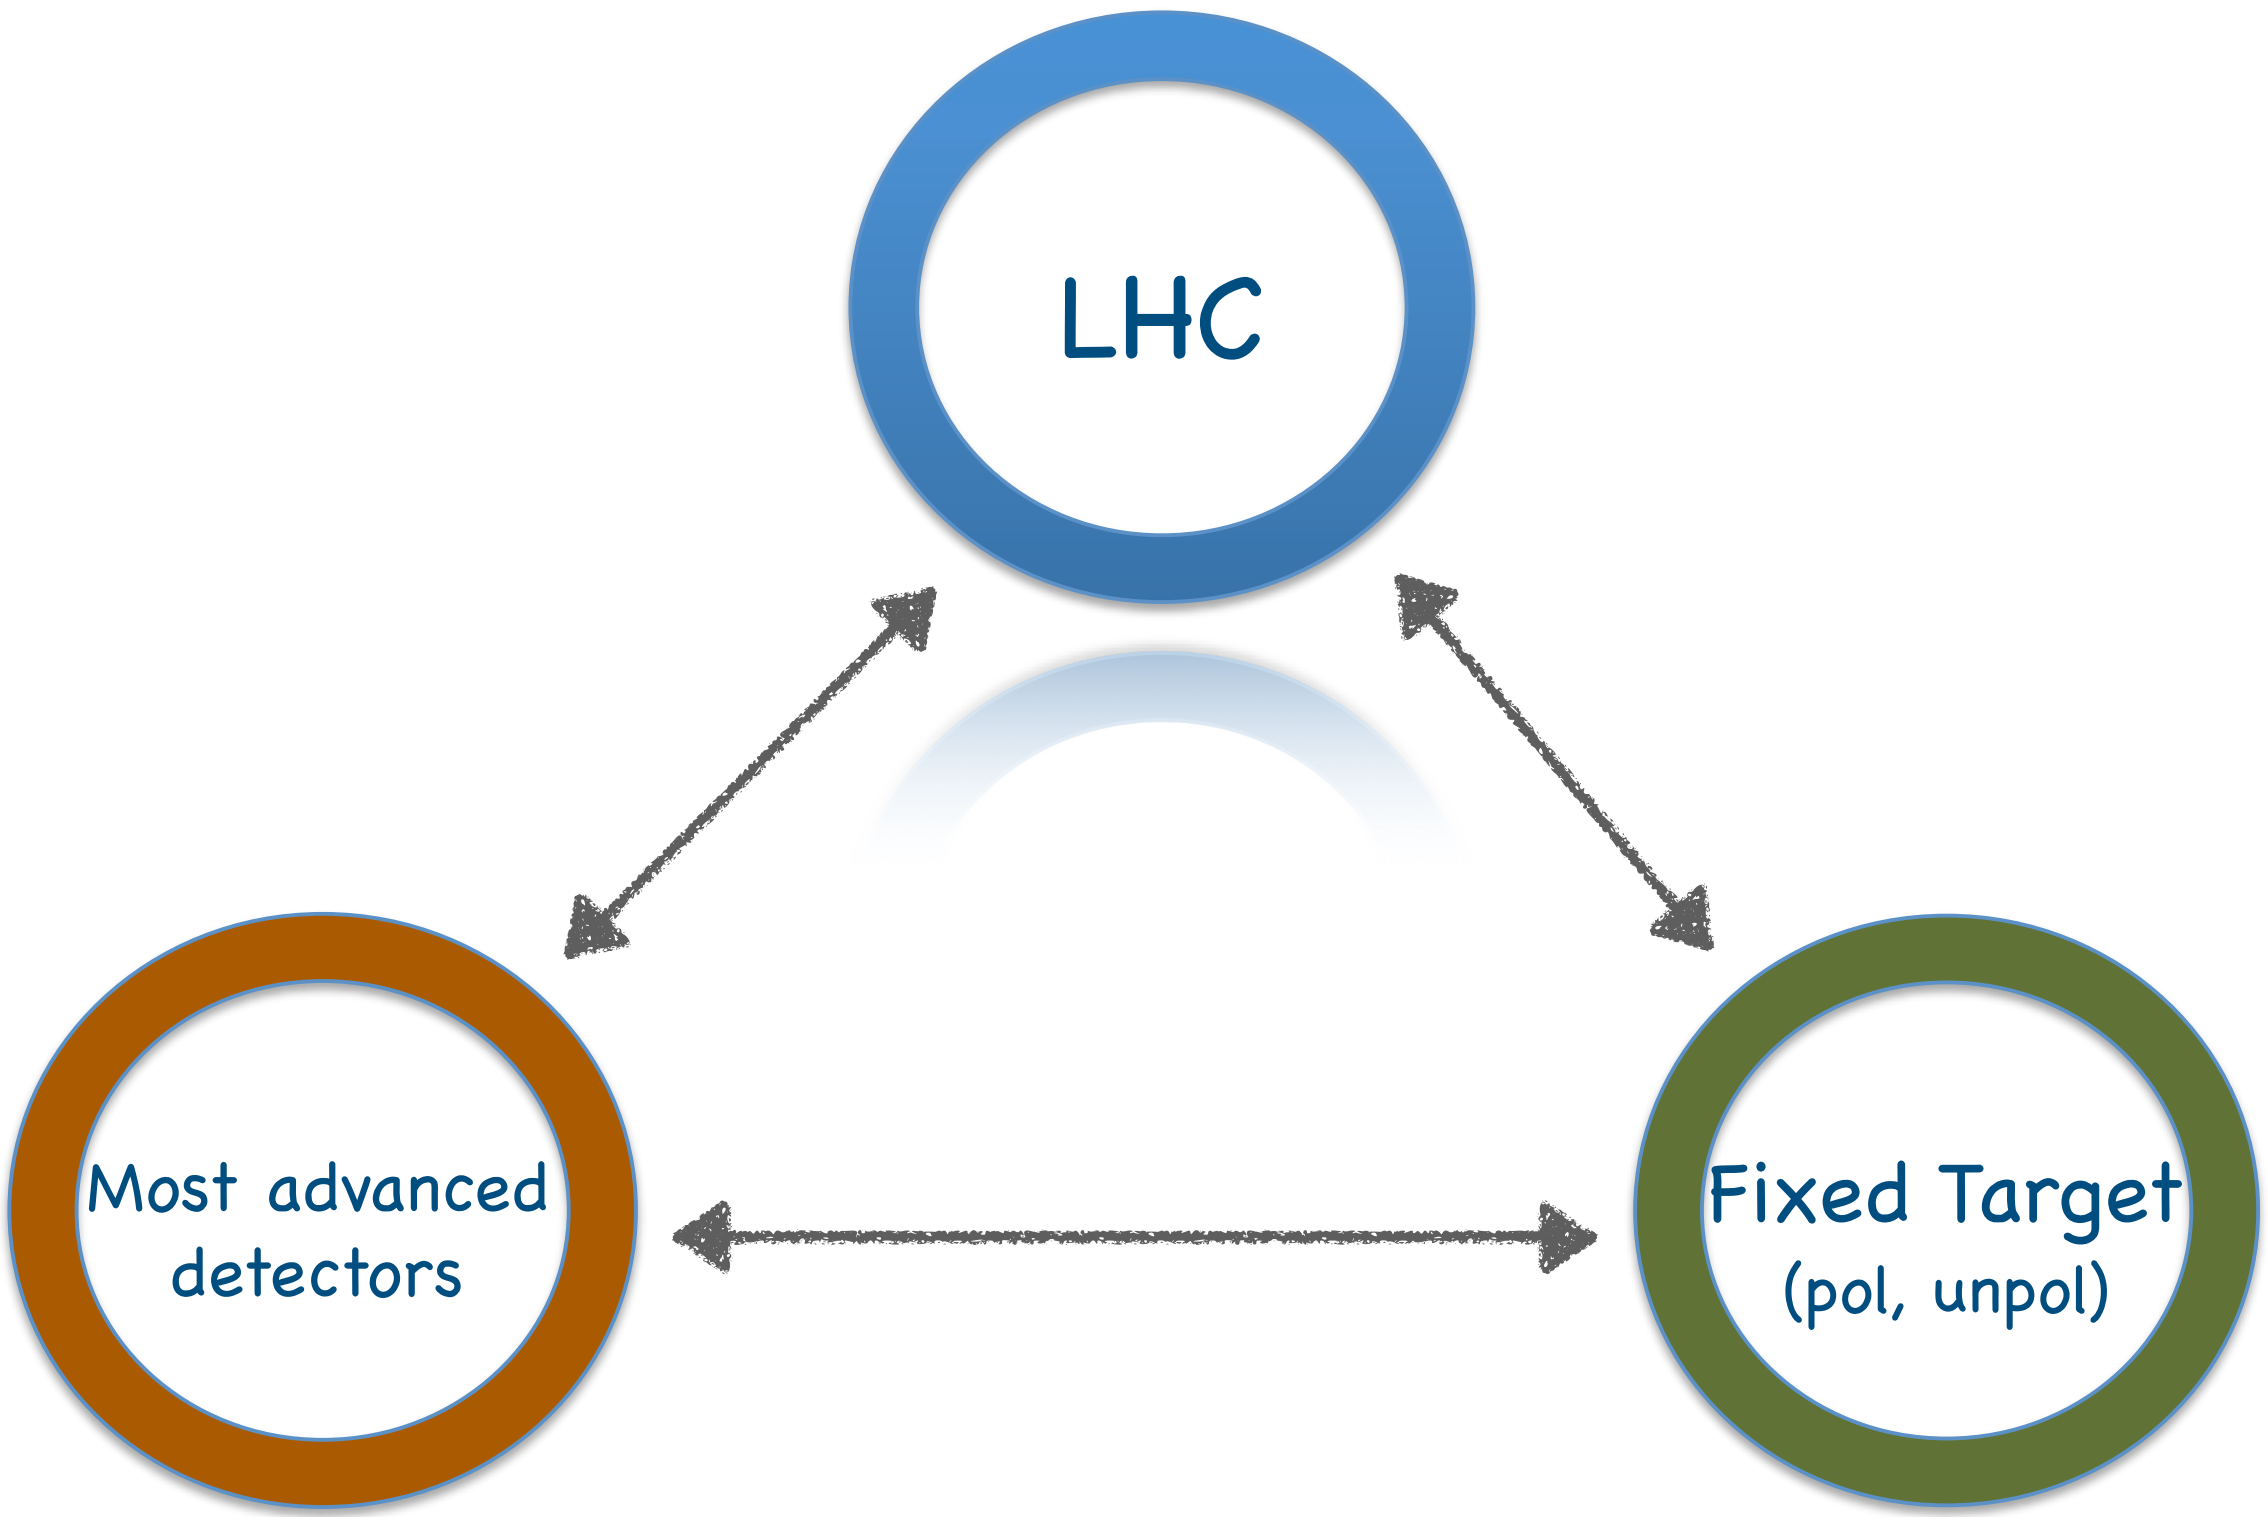 LHC
Most advanced
detectors
Fixed Target
(pol, unpol)